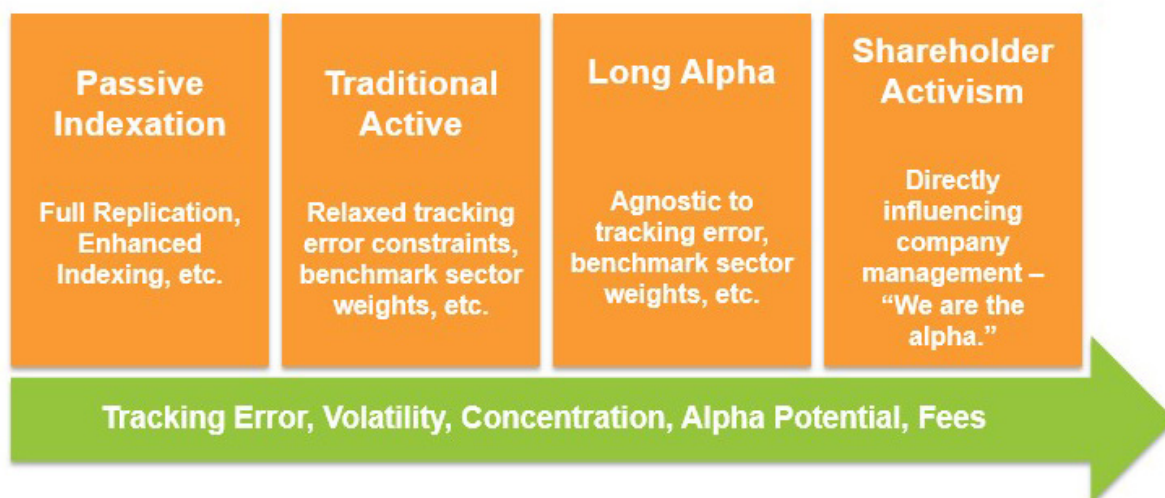 Passive
Indexation
Full Replication,
Enhanced
Indexing, etc.
Traditional
Active
Relaxed tracking
error constraints,
benchmark sector
weights, etc.
Long Alpha
Agnostic to
tracking error,
benchmark sector
weights, etc.
Shareholder
Activism
Directly
influencing
company
management –
“We are the
alpha.”
Tracking Error, Volatility, Concentration, Alpha Potential, Fees